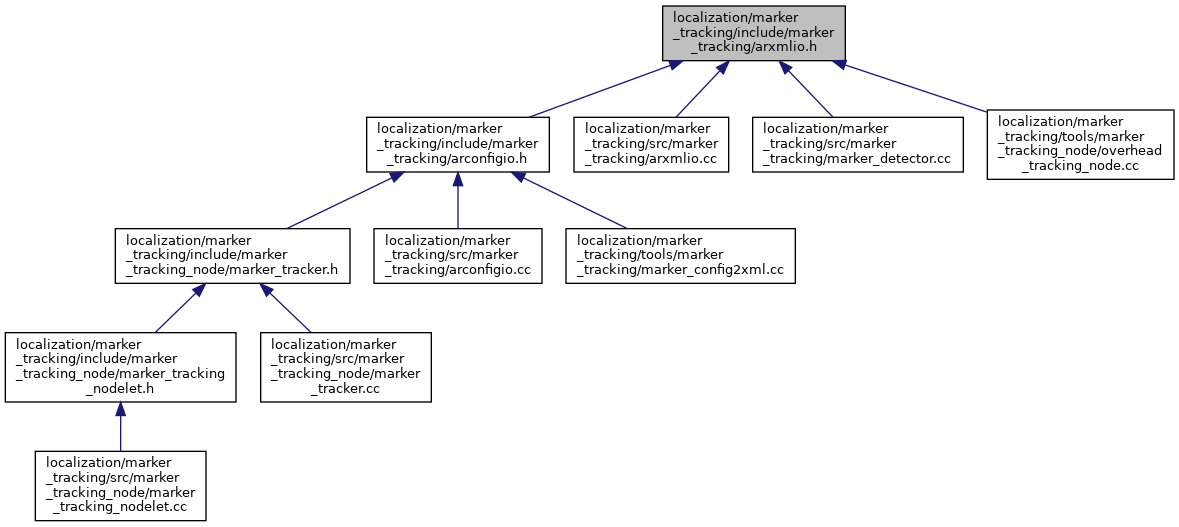 localization/marker
_tracking/include/marker
_tracking/arxmlio.h
localization/marker
_tracking/include/marker
_tracking/arconfigio.h
localization/marker
_tracking/src/marker
_tracking/arxmlio.cc
localization/marker
_tracking/src/marker
_tracking/marker_detector.cc
localization/marker
_tracking/tools/marker
_tracking_node/overhead
_tracking_node.cc
localization/marker
_tracking/include/marker
_tracking_node/marker_tracker.h
localization/marker
_tracking/src/marker
_tracking/arconfigio.cc
localization/marker
_tracking/tools/marker
_tracking/marker_config2xml.cc
localization/marker
_tracking/include/marker
_tracking_node/marker_tracking
_nodelet.h
localization/marker
_tracking/src/marker
_tracking_node/marker
_tracker.cc
localization/marker
_tracking/src/marker
_tracking_node/marker
_tracking_nodelet.cc